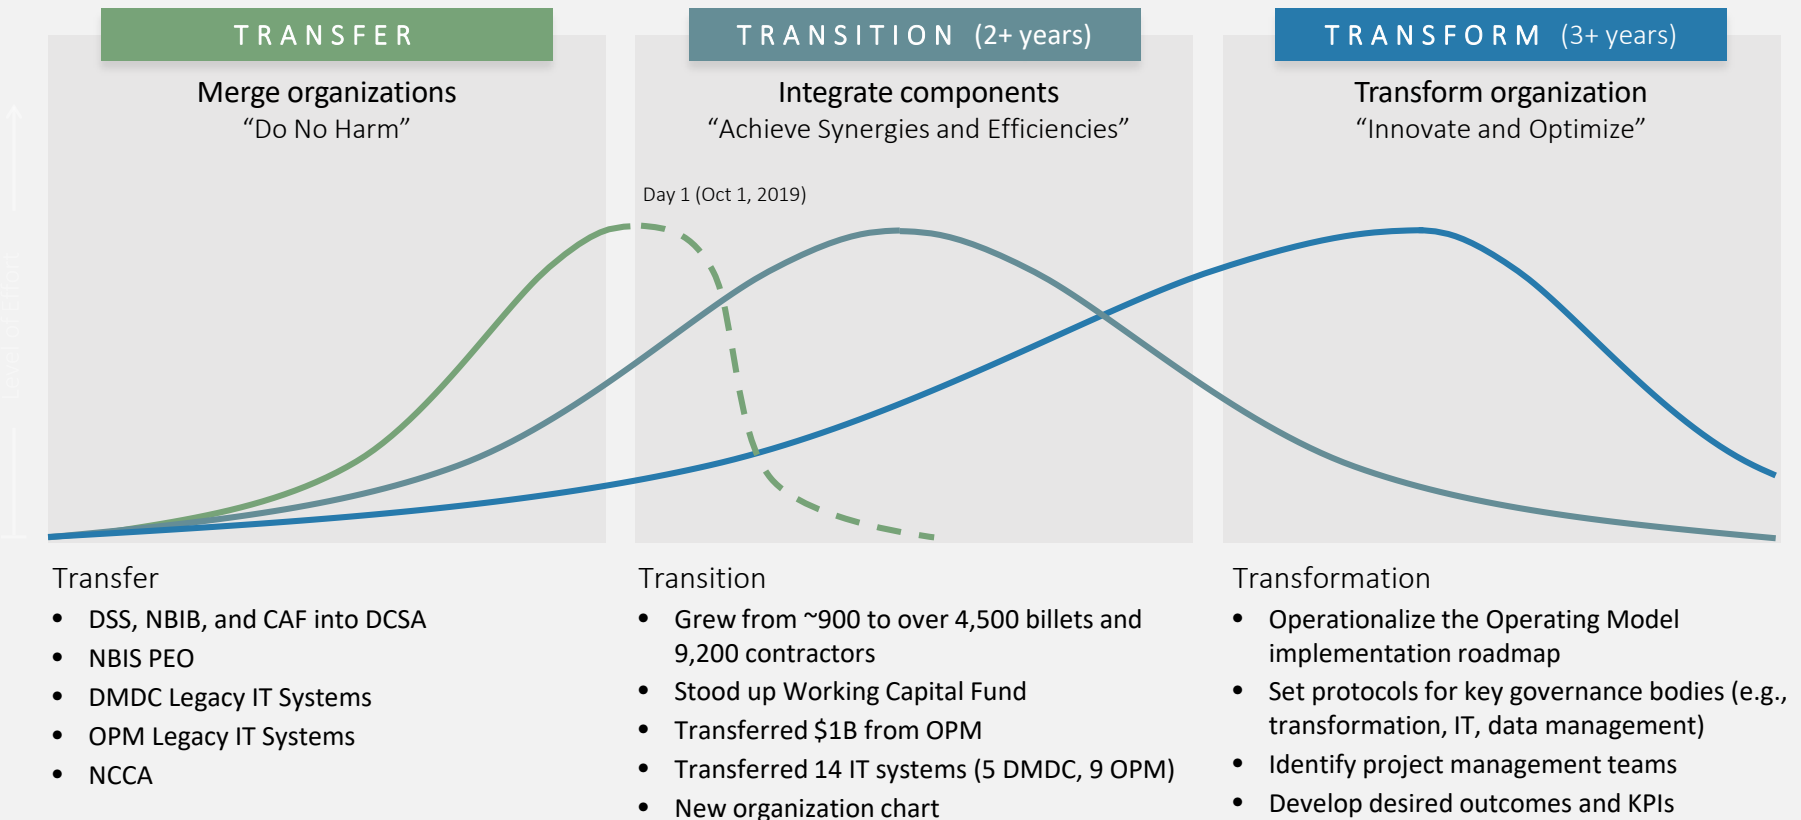 TRANSFER
TRANSITION (2+ years)
TRANSFORM (3+ years)
Merge organizations
“Do No Harm”
Integrate components
“Achieve Synergies and Efficiencies”
Transform organization
“Innovate and Optimize”
Day 1 (Oct 1, 2019)
Level of Effort
Transfer
• DSS, NBIB, and CAF into DCSA
• NBIS PEO
• DMDC Legacy IT Systems
• OPM Legacy IT Systems
• NCCA
Transition
• Grew from ~900 to over 4,500 billets and
9,200 contractors
• Stood up Working Capital Fund
• Transferred $1B from OPM
• Transferred 14 IT systems (5 DMDC, 9 OPM)
• New organization chart
Transformation
• Operationalize the Operating Model
implementation roadmap
• Set protocols for key governance bodies (e.g.,
transformation, IT, data management)
• Identify project management teams
• Develop desired outcomes and KPIs